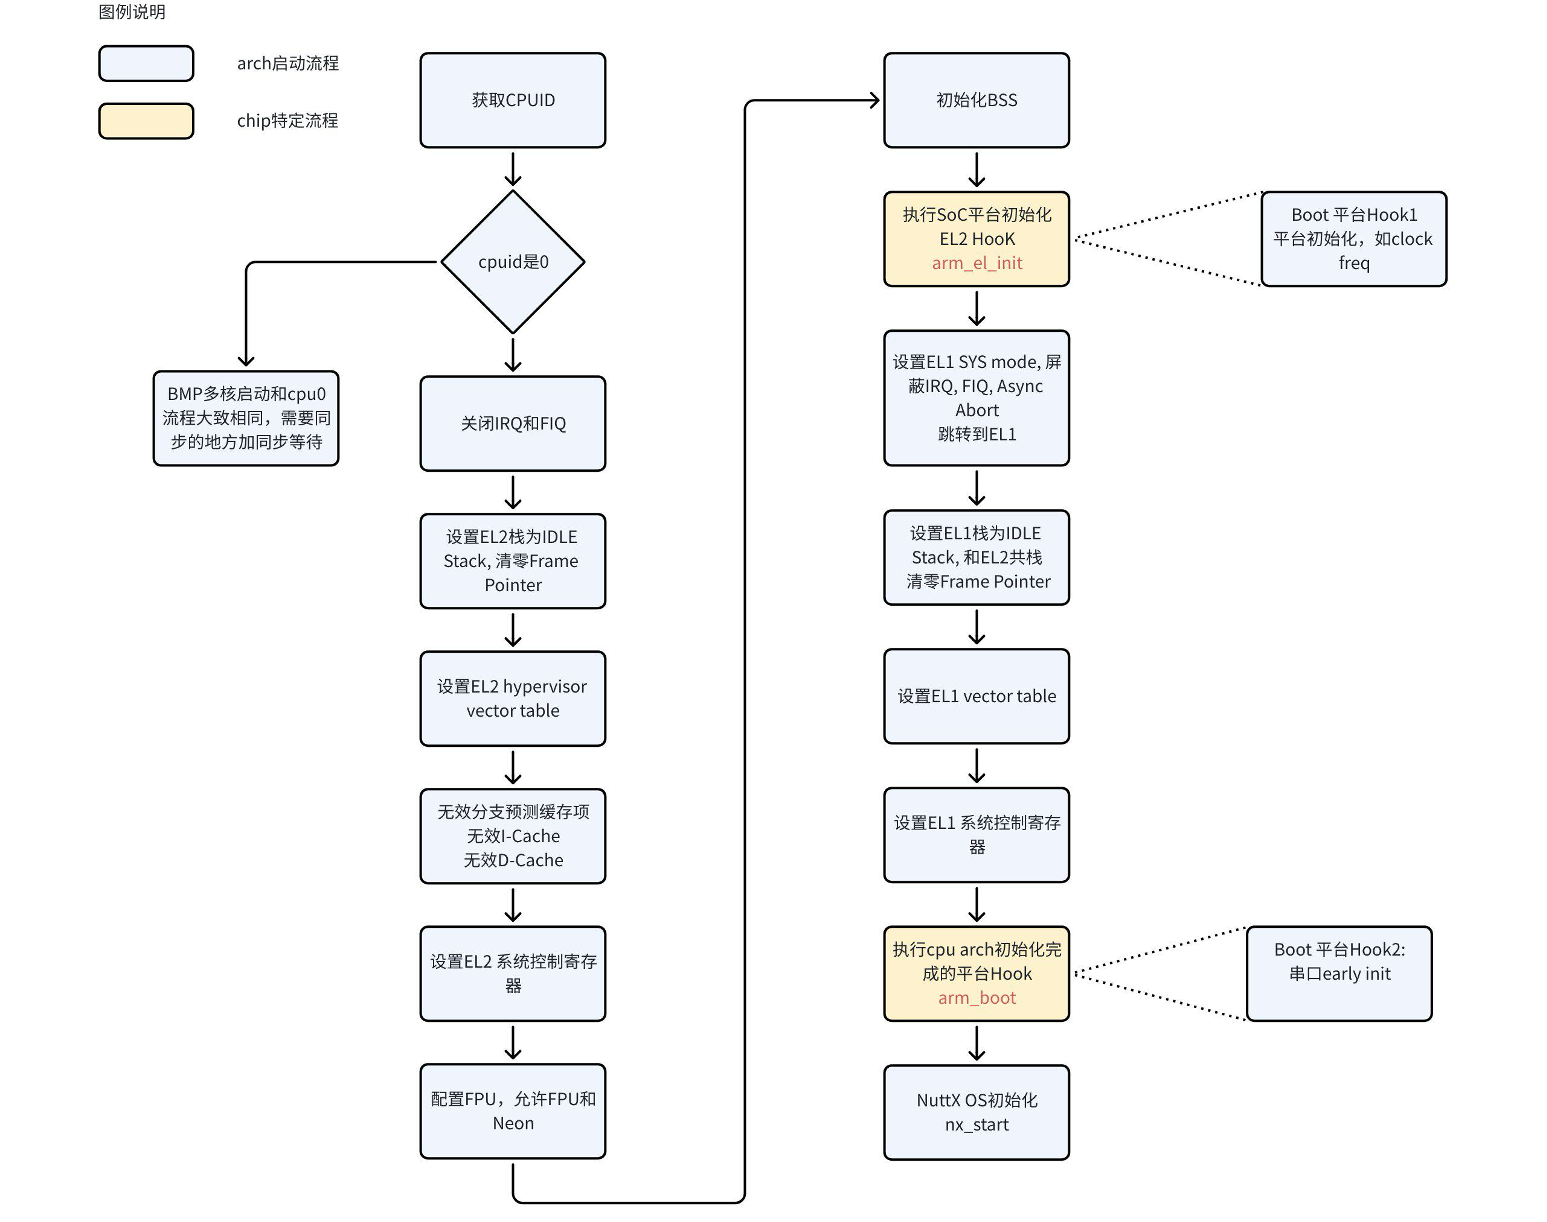 图例说明
arch启动流程
chip特定流程
获取CPUID
cpuid是0
BMP多核启动和cpu0
流程大致相同，需要同
步的地方加同步等待
关闭IRQ和FIQ
设置EL2栈为IDLE
Stack, 清零Frame
Pointer
设置EL2 hypervisor
vector table
无效分支预测缓存项
无效I-Cache
无效D-Cache
设置EL2 系统控制寄存
器
配置FPU，允许FPU和
Neon
初始化BSS
执行SoC平台初始化
EL2 HooK
arm_el_init
Boot 平台Hook1
平台初始化，如clock
freq
设置EL1 SYS mode, 屏
蔽IRQ, FIQ, Async
Abort
跳转到EL1
设置EL1栈为IDLE
Stack, 和EL2共栈
清零Frame Pointer
设置EL1 vector table
设置EL1 系统控制寄存
器
执行cpu arch初始化完
成的平台Hook
arm_boot
Boot 平台Hook2:
串口early init
NuttX OS初始化
nx_start